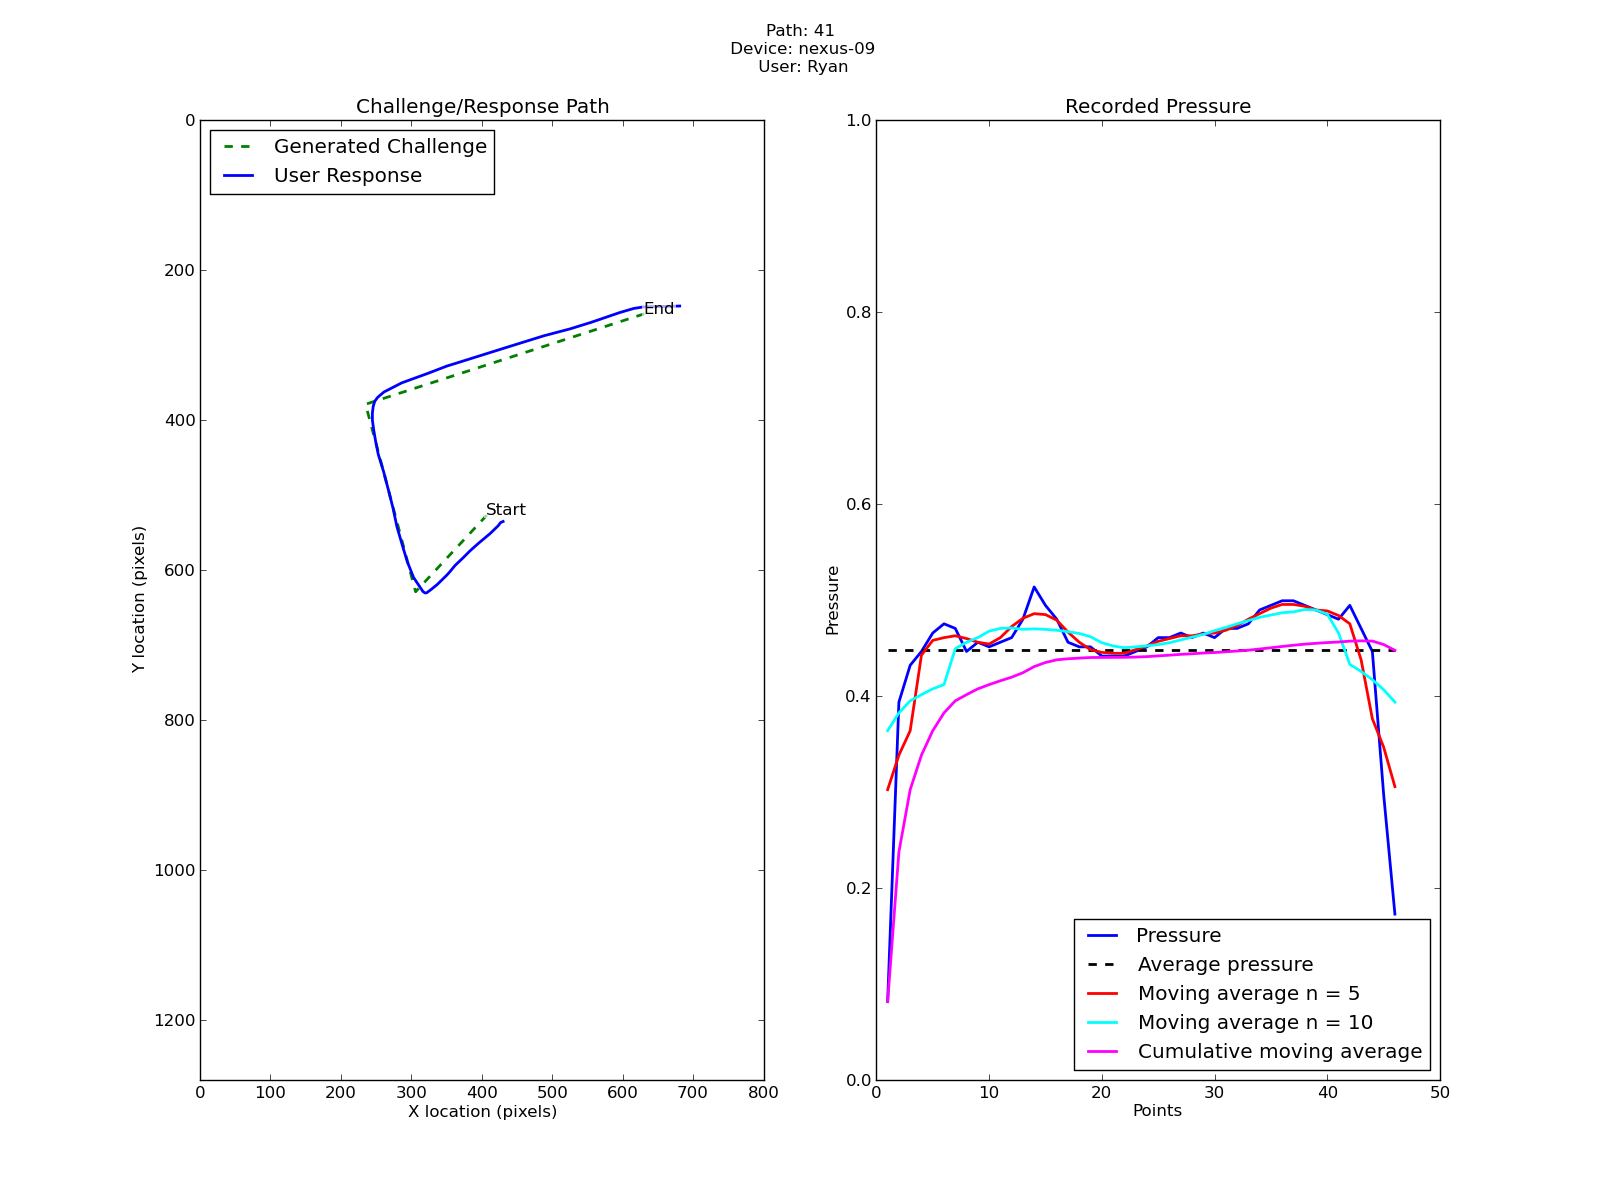 Path: 41
Device: nexus-09
User: Ryan
Challenge/Response Path
Generated Challenge
User Response
0
200
400
600
800
1000
1200
Y location (pixels)
End
Start
0 100 200 300 400 500 600 700 800
X location (pixels)
Recorded Pressure
1.0
0.8
0.6
0.4
0.2
0.0
Pressure
Pressure
Average pressure
Moving average n = 5
Moving average n = 10
Cumulative moving average
0 10 20 30 40 50
Points